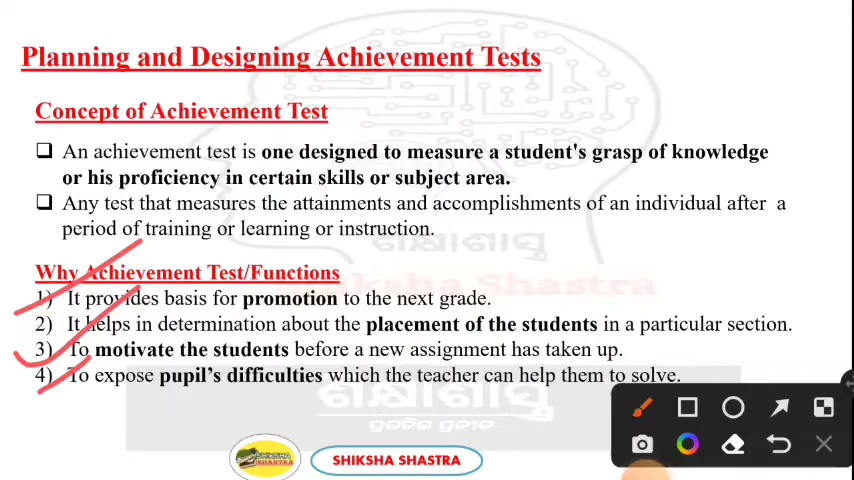 Planning and Designing Achievement Tests
Concept of Achievement Test
❑ An achievement test is one designed to measure a student's grasp of knowledge
or his proficiency in certain skills or subject area.
❑ Any test that measures the attainments and accomplishments of an individual after a
period of training or learning or instruction.
ଶିକ୍ଷାଶାସ୍ତ୍ର
Why Achievement Test/Functions
Shiksha Shastra
1) It provides basis for promotion to the next grade.
2) It helps in determination about the placement of the students in a particular section.
3) To motivate the students before a new assignment has taken up.
4) To expose pupil's difficulties which the teacher can help them to solve.
ଶିକ୍ଷାଶାସ୍ତ୍ର
SHIKSHA
SHASTRA
SHIKSHA SHASTRA